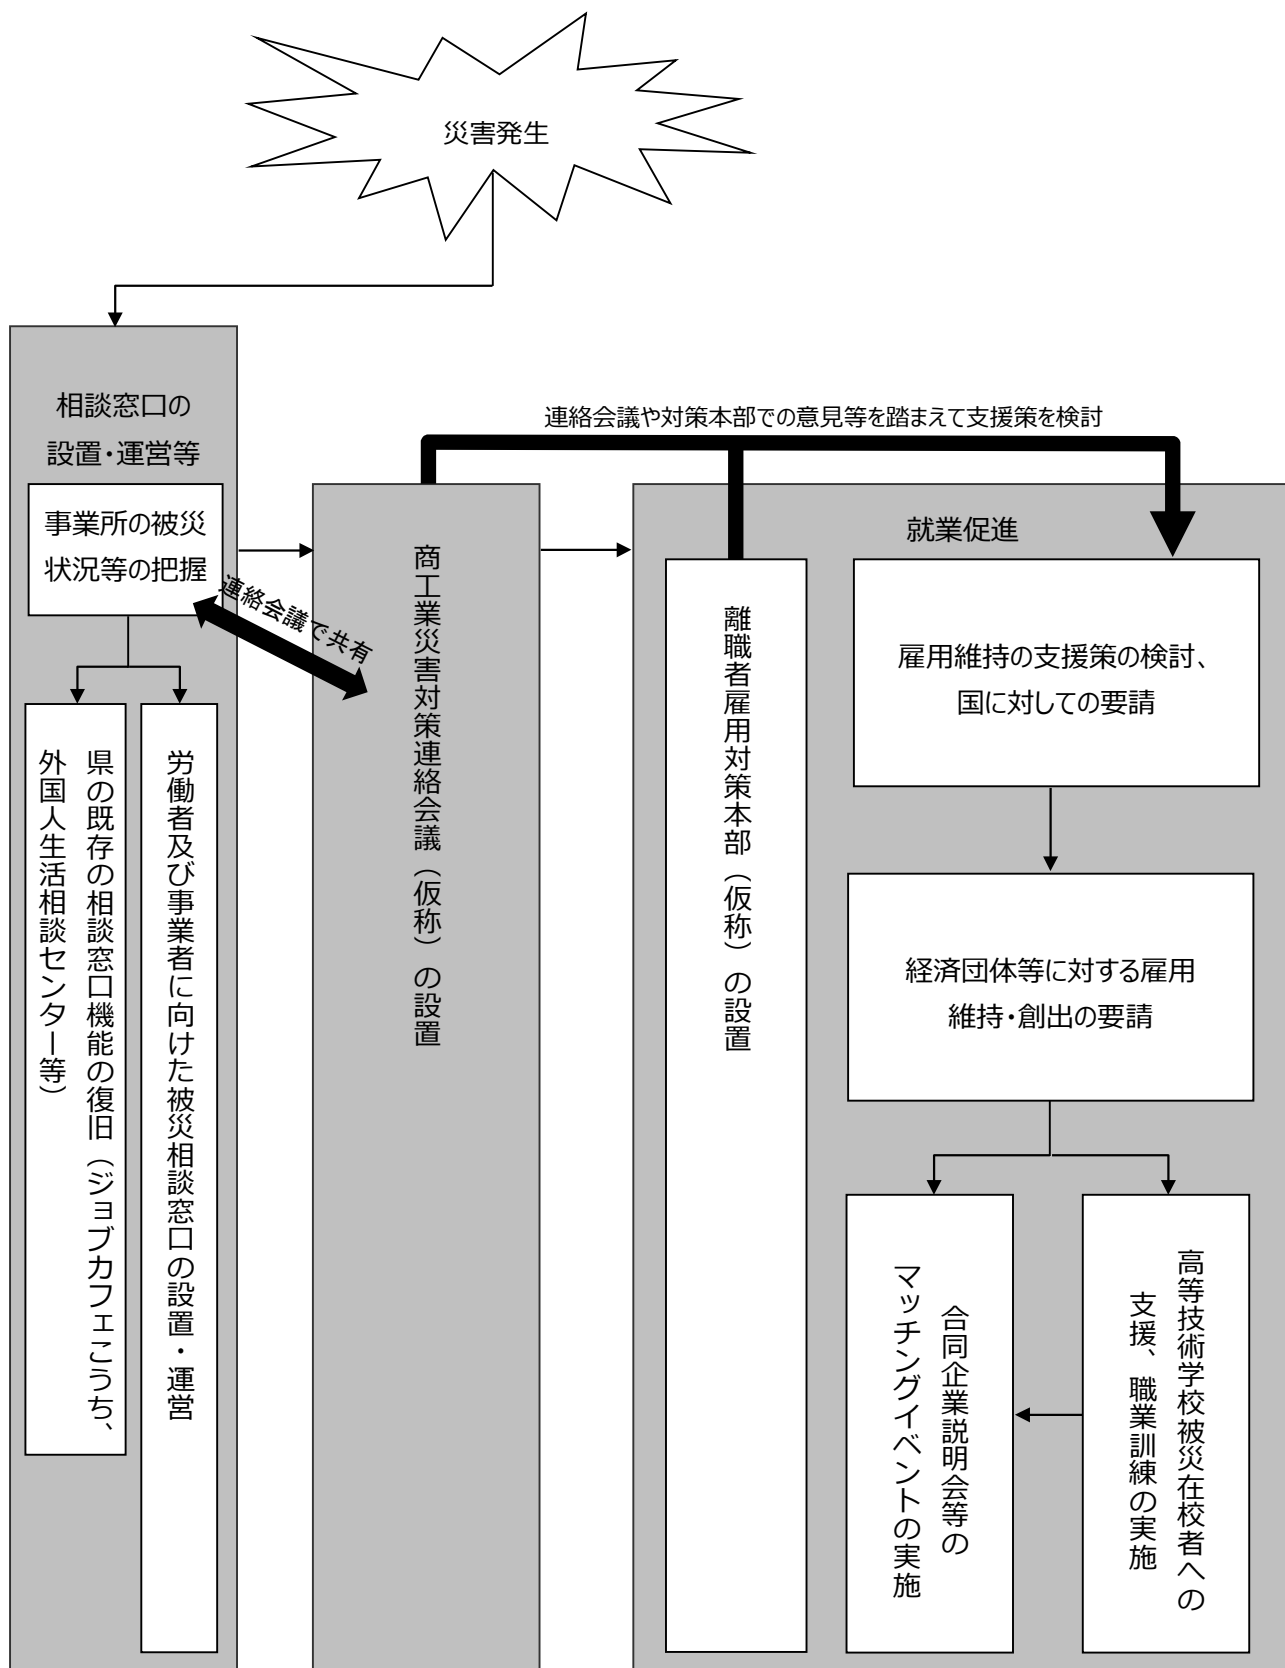 災害発生
相談窓口の
設置・運営等
事業所の被災
状況等の把握
連絡会議で共有
労働者及び事業者に向けた被災相談窓口の設置・運営
県の既存の相談窓口機能の復旧（ジョブカフェこうち、
外国人生活相談センター等）
商工業災害対策連絡会議（仮称）の設置
連絡会議や対策本部での意見等を踏まえて支援策を検討
就業促進
離職者雇用対策本部（仮称）の設置
雇用維持の支援策の検討、
国に対しての要請
経済団体等に対する雇用
維持・創出の要請
高等技術学校被災在校者への
支援、職業訓練の実施
合同企業説明会等の
マッチングイベントの実施